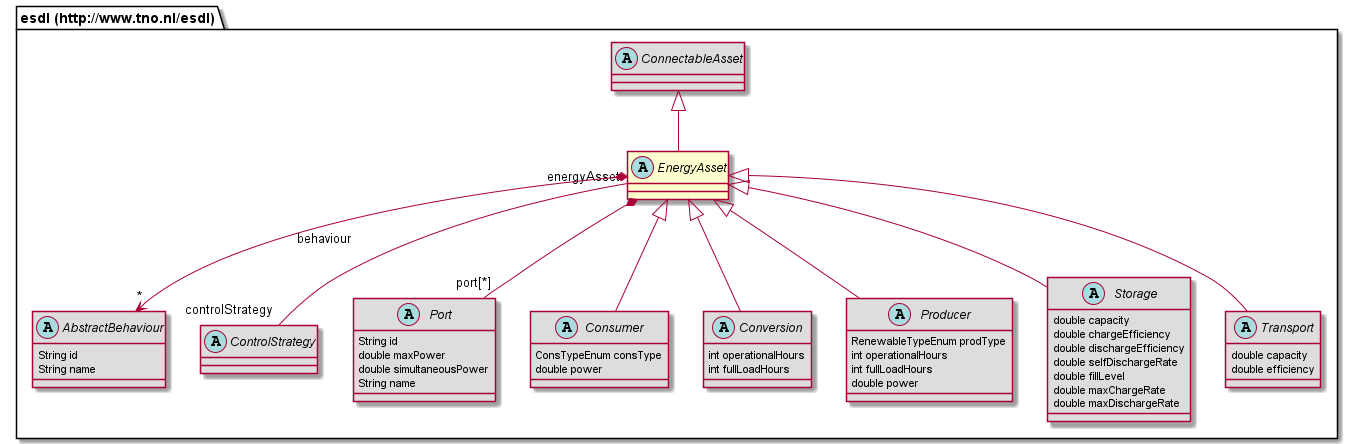 esdl (http://www.tno.nl/esdl)
A ConnectableAsset
A EnergyAsset
energyAsset
behaviour
*
controlStrategy
port[*]
A AbstractBehaviour
String id
String name
A ControlStrategy
A Port
String id
double maxPower
double simultaneousPower
String name
A Consumer
ConsTypeEnum consType
double power
A Conversion
int operationalHours
int fullLoadHours
A Producer
RenewableTypeEnum prodType
int operationalHours
int fullLoadHours
double power
A Storage
double capacity
double chargeEfficiency
double dischargeEfficiency
double selfDischargeRate
double fillLevel
double maxChargeRate
double maxDischargeRate
A Transport
double capacity
double efficiency